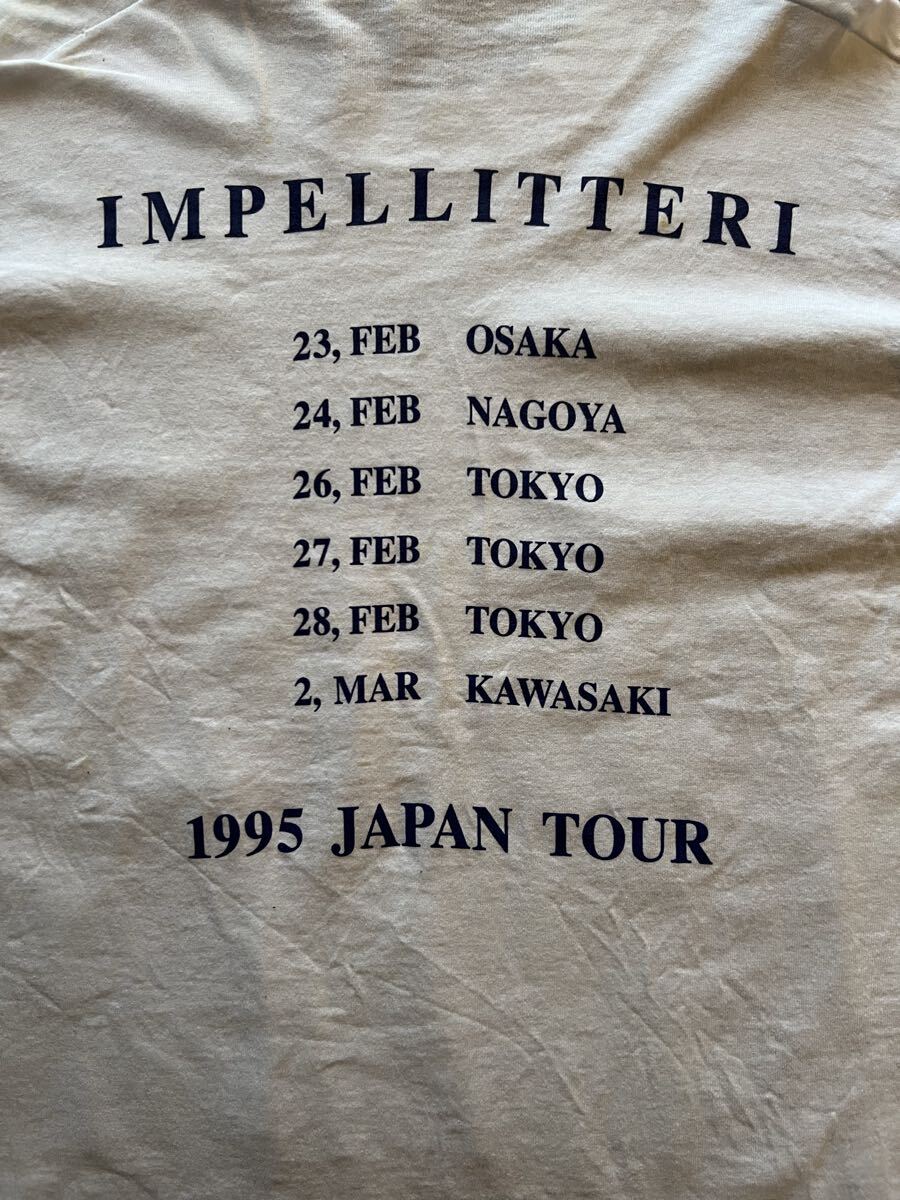 IMPELLITTERI
23, FEB OSAKA
24, FEB NAGOYA
26, FEB TOKYO
27, FEB TOKYO
28, FEB TOKYO
2, MAR KAWASAKI
1995 JAPAN TOUR